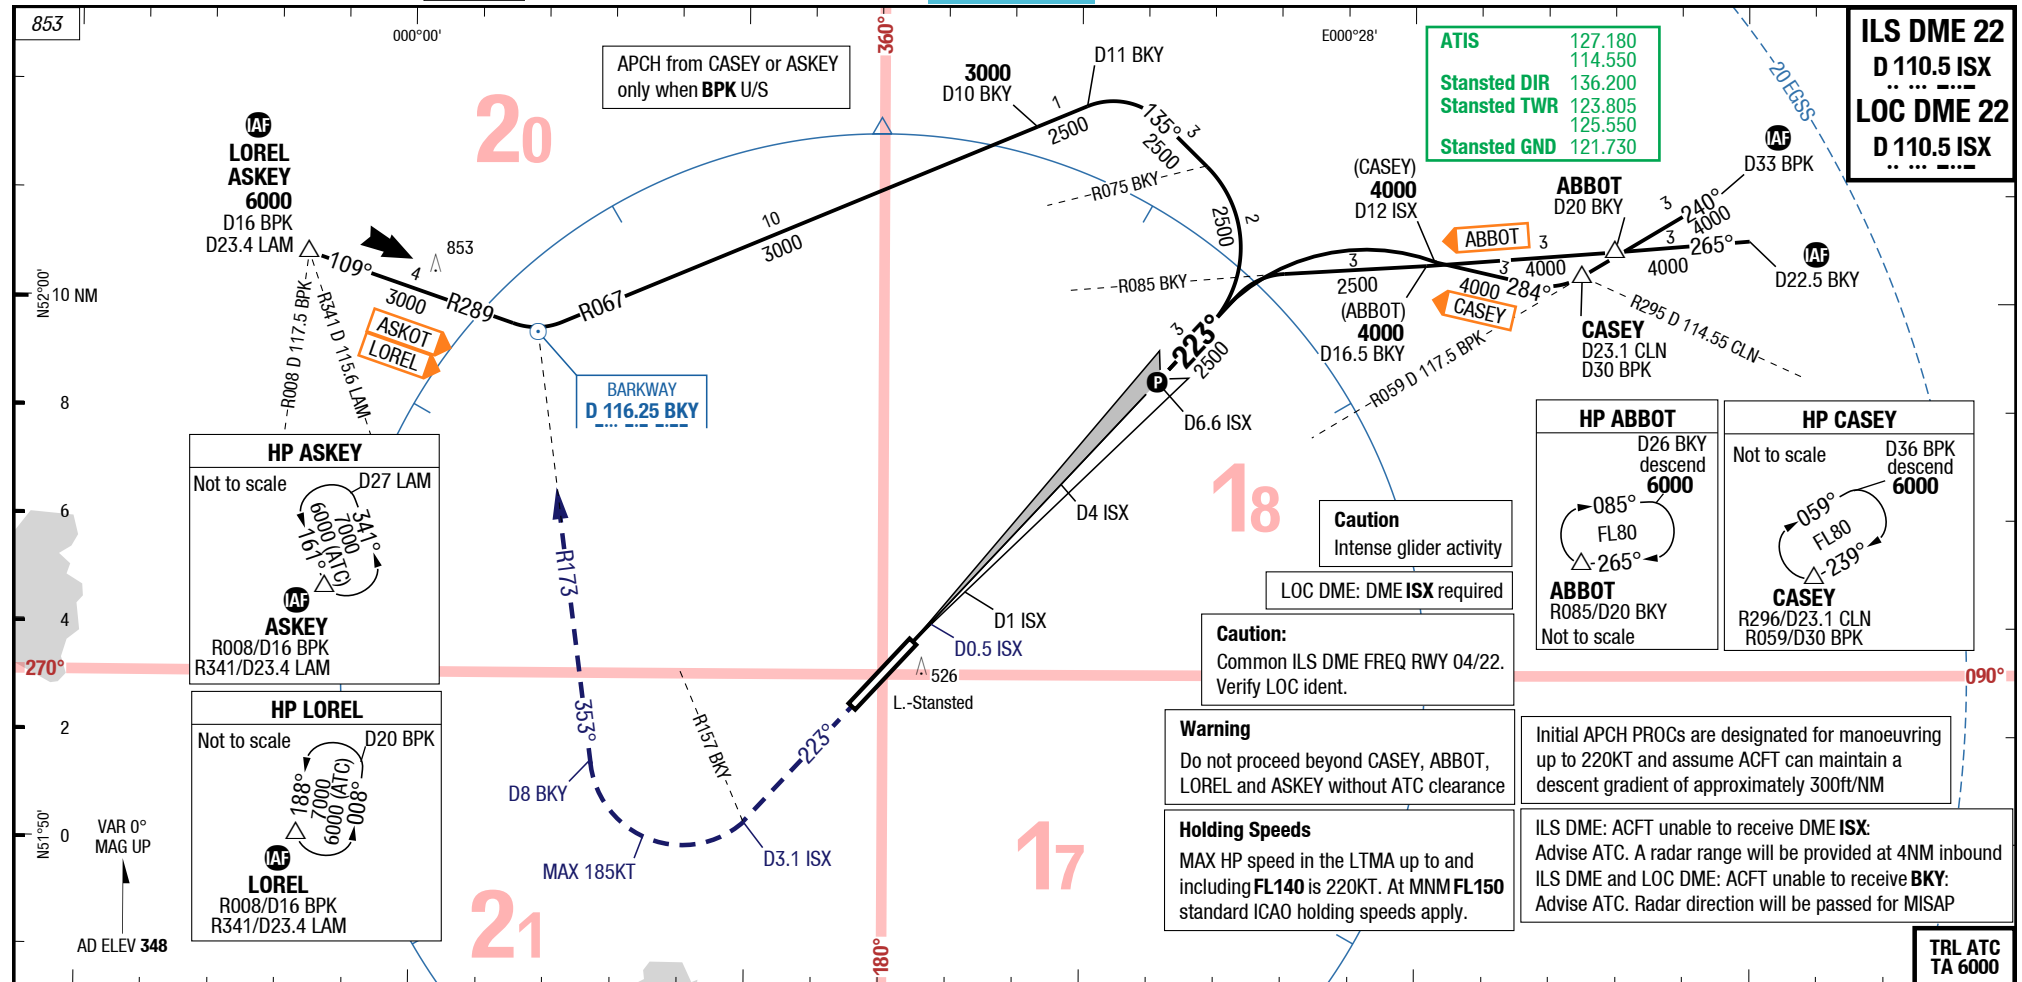 853
000°00'
360°
E000°28'
ILS DME 22
D 110.5 ISX
LOC DME 22
D 110.5 ISX
20 EGSS
APCH from CASEY or ASKEY
only when BPK U/S
ATIS 127.180
114.550
Stansted DIR 136.200
Stansted TWR 123.805
125.550
Stansted GND 121.730
20
IAF
LOREL
ASKEY
6000
D16 BPK
D23.4 LAM
109°
4
3000
853
R289
R067
10
3000
3000
D10 BKY
D11 BKY
1
2500
135°
3
2500
R075 BKY
2
2500
R085 BKY
(CASEY)
4000
D12 ISX
ABBOT
3
4000
ABBOT
D20 BKY
3
240°
4000
IAF
D33 BPK
3
265°
4000
IAF
D22.5 BKY
3
2500
3
4000
284°
CASEY
(ABBOT)
4000
D16.5 BKY
CASEY
D23.1 CLN
D30 BPK
R295 D 114.55 CLN
R059 D 117.5 BPK
N52°00'
10 NM
8
6
4
2
0
N51°50'
ASKOT
LOREL
R008 D 117.5 BPK
R341 D 115.6 LAM
BARKWAY
D 116.25 BKY
3
223°
2500
P
D6.6 ISX
D4 ISX
D1 ISX
D0.5 ISX
18
HP ASKEY
Not to scale
D27 LAM
341°
7000
6000 (ATC)
161°
IAF
ASKEY
R008/D16 BPK
R341/D23.4 LAM
HP LOREL
Not to scale
D20 BPK
188°
7000
6000 (ATC)
008°
IAF
LOREL
R008/D16 BPK
R341/D23.4 LAM
HP ABBOT
D26 BKY
descend
6000
085°
FL80
265°
ABBOT
R085/D20 BKY
Not to scale
HP CASEY
Not to scale
D36 BPK
descend
6000
059°
FL80
239°
CASEY
R296/D23.1 CLN
R059/D30 BPK
270°
090°
526
L.-Stansted
R173
353°
D8 BKY
MAX 185KT
R157 BKY
223°
D3.1 ISX
Caution
Intense glider activity
LOC DME: DME ISX required
Caution:
Common ILS DME FREQ RWY 04/22.
Verify LOC ident.
Warning
Do not proceed beyond CASEY, ABBOT,
LOREL and ASKEY without ATC clearance
Holding Speeds
MAX HP speed in the LTMA up to and
including FL140 is 220KT. At MNM FL150
standard ICAO holding speeds apply.
Initial APCH PROCs are designated for manoeuvring
up to 220KT and assume ACFT can maintain a
descent gradient of approximately 300ft/NM
ILS DME: ACFT unable to receive DME ISX:
Advise ATC. A radar range will be provided at 4NM inbound
ILS DME and LOC DME: ACFT unable to receive BKY:
Advise ATC. Radar direction will be passed for MISAP
VAR 0°
MAG UP
AD ELEV 348
21
17
180°
TRL ATC
TA 6000